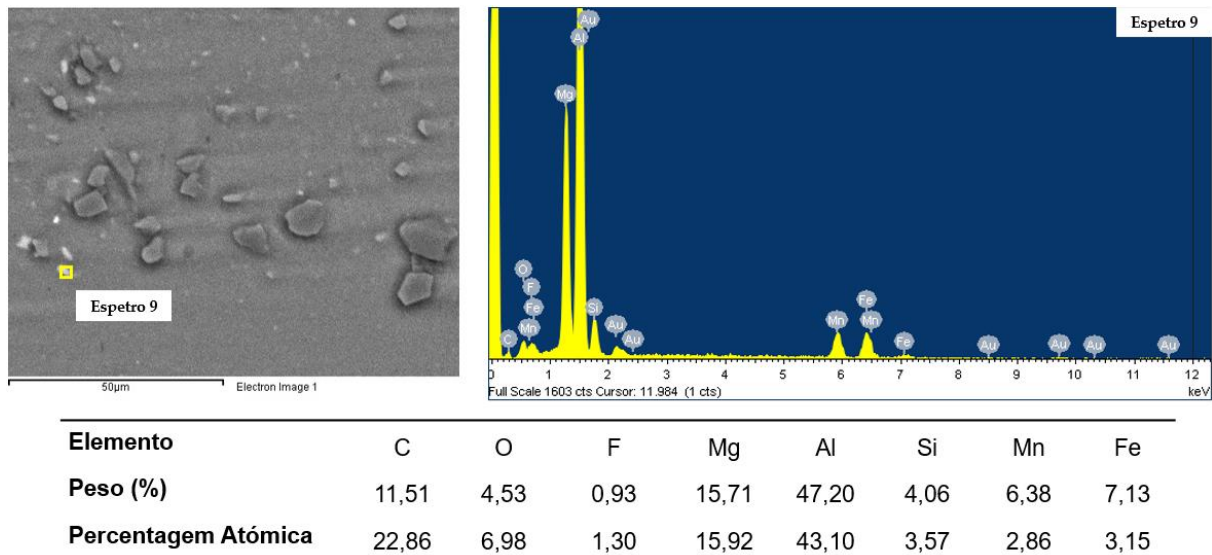 Espetro 9
50µm
Electron Image 1
Espetro 9
Au
Al
Mg
O
F
Fe
Mn
C
Si
Au
Au
Mn
Fe
Mn
Fe
Au
Au
Au
Au
0 1 2 3 4 5 6 7 8 9 10 11 12
Full Scale 1603 cts Cursor: 11.984 (1 cts)
keV
Elemento C O F Mg Al Si Mn Fe
Peso (%) 11,51 4,53 0,93 15,71 47,20 4,06 6,38 7,13
Percentagem Atómica 22,86 6,98 1,30 15,92 43,10 3,57 2,86 3,15